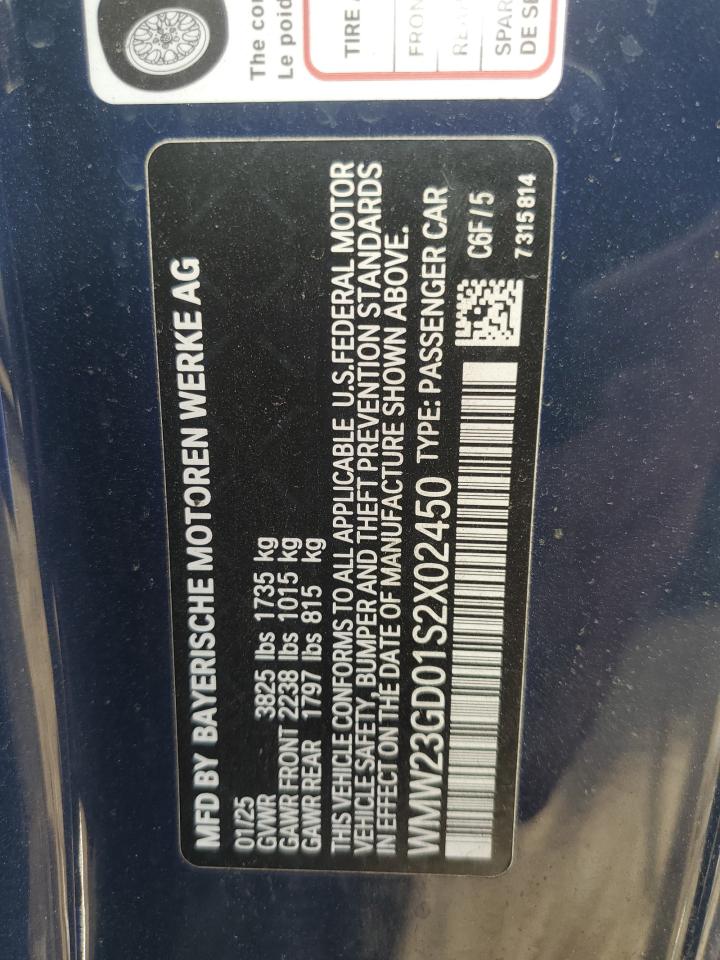 The co
Le poid
TIRE
FRON
SPAR
DE SE
MFD BY BAYERISCHE MOTOREN WERKE AG
01/25
GVWR 3825 lbs 1735 kg
GAWR FRONT 2238 lbs 1015 kg
GAWR REAR 1797 lbs 815 kg
THIS VEHICLE CONFORMS TO ALL APPLICABLE U.S.FEDERAL MOTOR
VEHICLE SAFETY, BUMPER AND THEFT PREVENTION STANDARDS
IN EFFECT ON THE DATE OF MANUFACTURE SHOWN ABOVE.
WMW23GD01S2X02450 TYPE: PASSENGER CAR
C6F/5
7 315 814